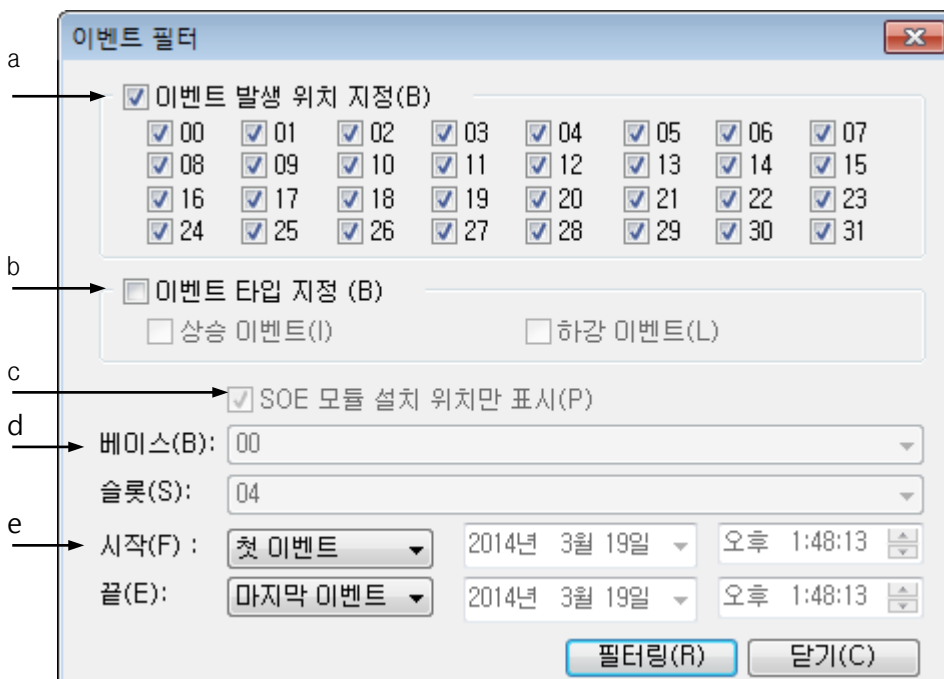 이벤트 필터
a
이벤트 발생 위치 지정(B)
00 01 02 03 04 05 06 07
08 09 10 11 12 13 14 15
16 17 18 19 20 21 22 23
24 25 26 27 28 29 30 31
b
이벤트 타입 지정 (B)
상승 이벤트(I) 하강 이벤트(L)
c
SOE 모듈 설치 위치만 표시(P)
d
베이스(B): 00
슬롯(S): 04
e
시작(F) : 첫 이벤트 2014년 3월 19일 오후 1:48:13
끝(E): 마지막 이벤트 2014년 3월 19일 오후 1:48:13
필터링(R) 닫기(C)